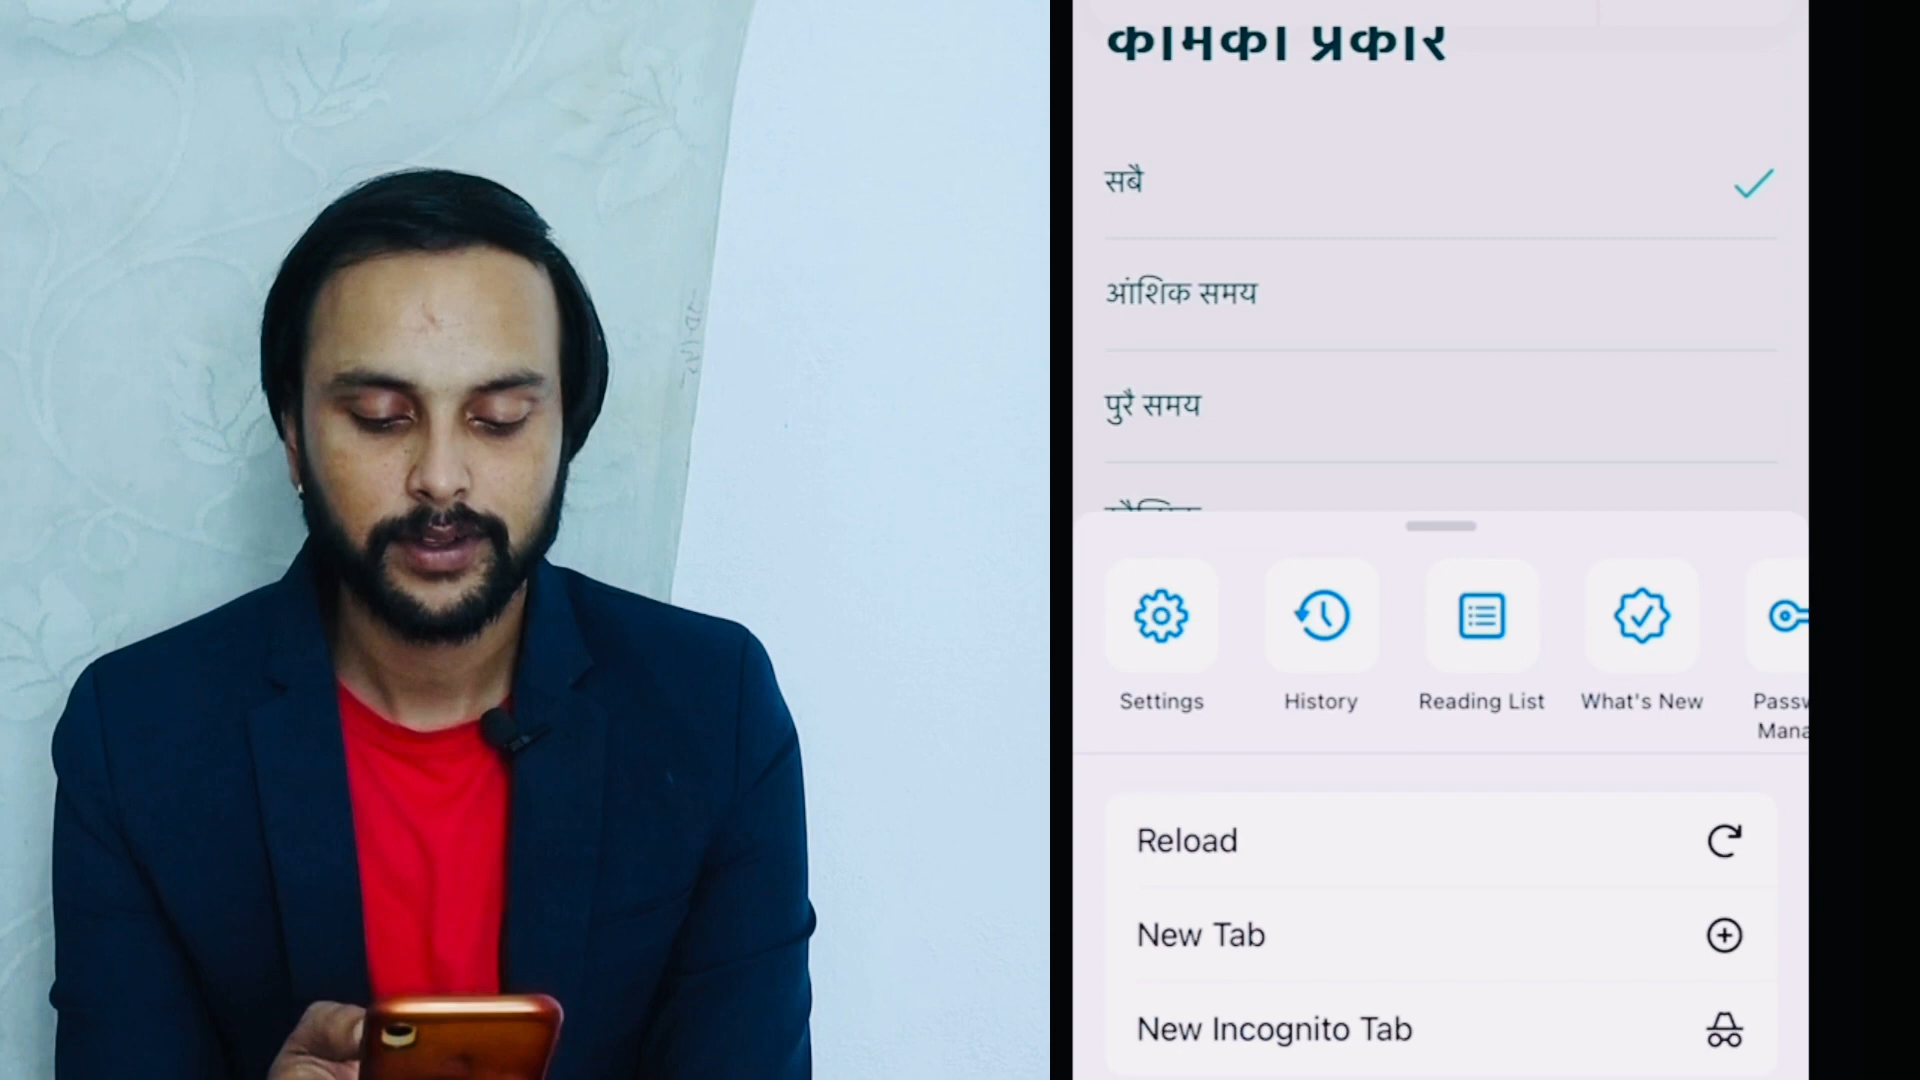 कामको प्रकार
सबै
आंशिक समय
पुरै समय
Settings
History
Reading List
What's New
Reload
New Tab
New Incognito Tab